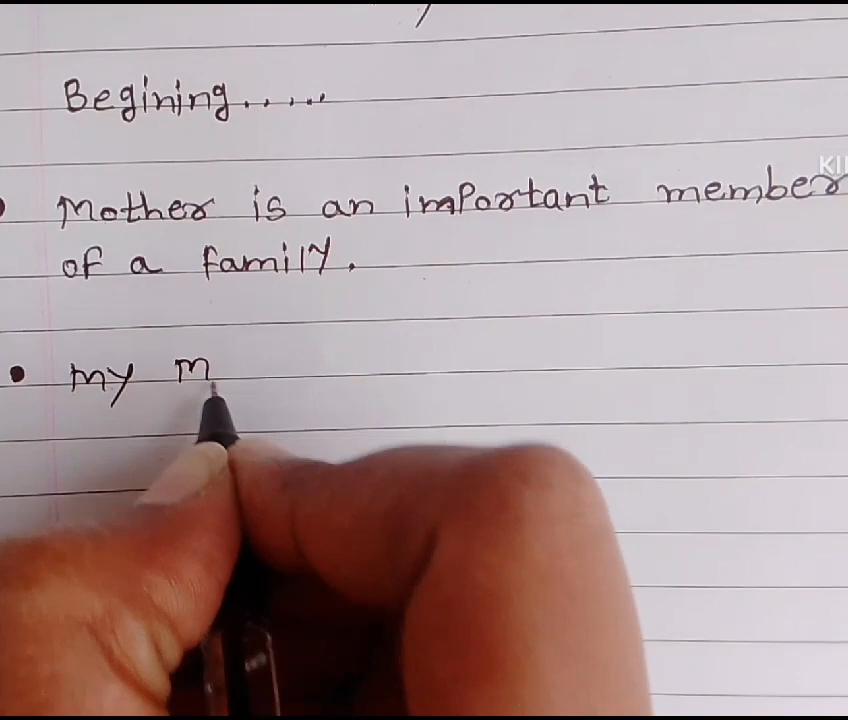 Begining.....
Mother is an important member
of a family.
• my m